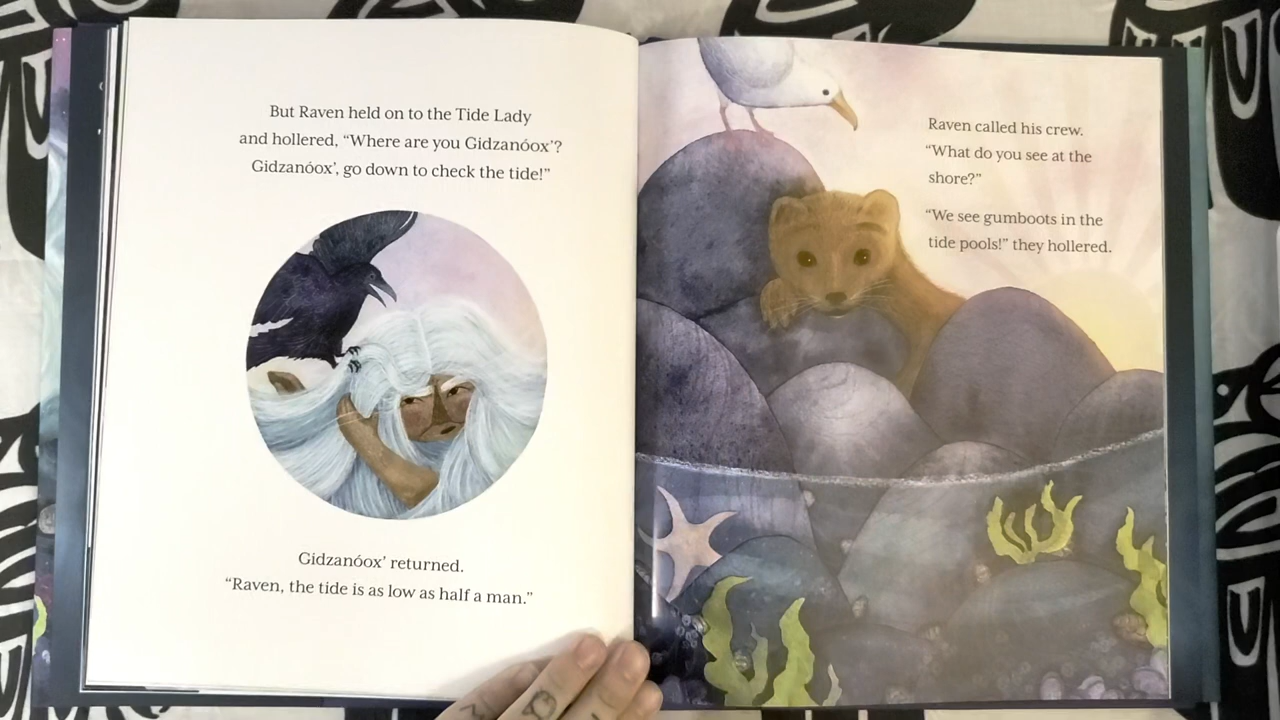 But Raven held on to the Tide Lady
and hollered, “Where are you Gidzanóox’?
Gidzanóox’, go down to check the tide!”
Gidzanóox’ returned.
“Raven, the tide is as low as half a man.”
Raven called his crew.
“What do you see at the
shore?”
“We see gumboots in the
tide pools!” they hollered.